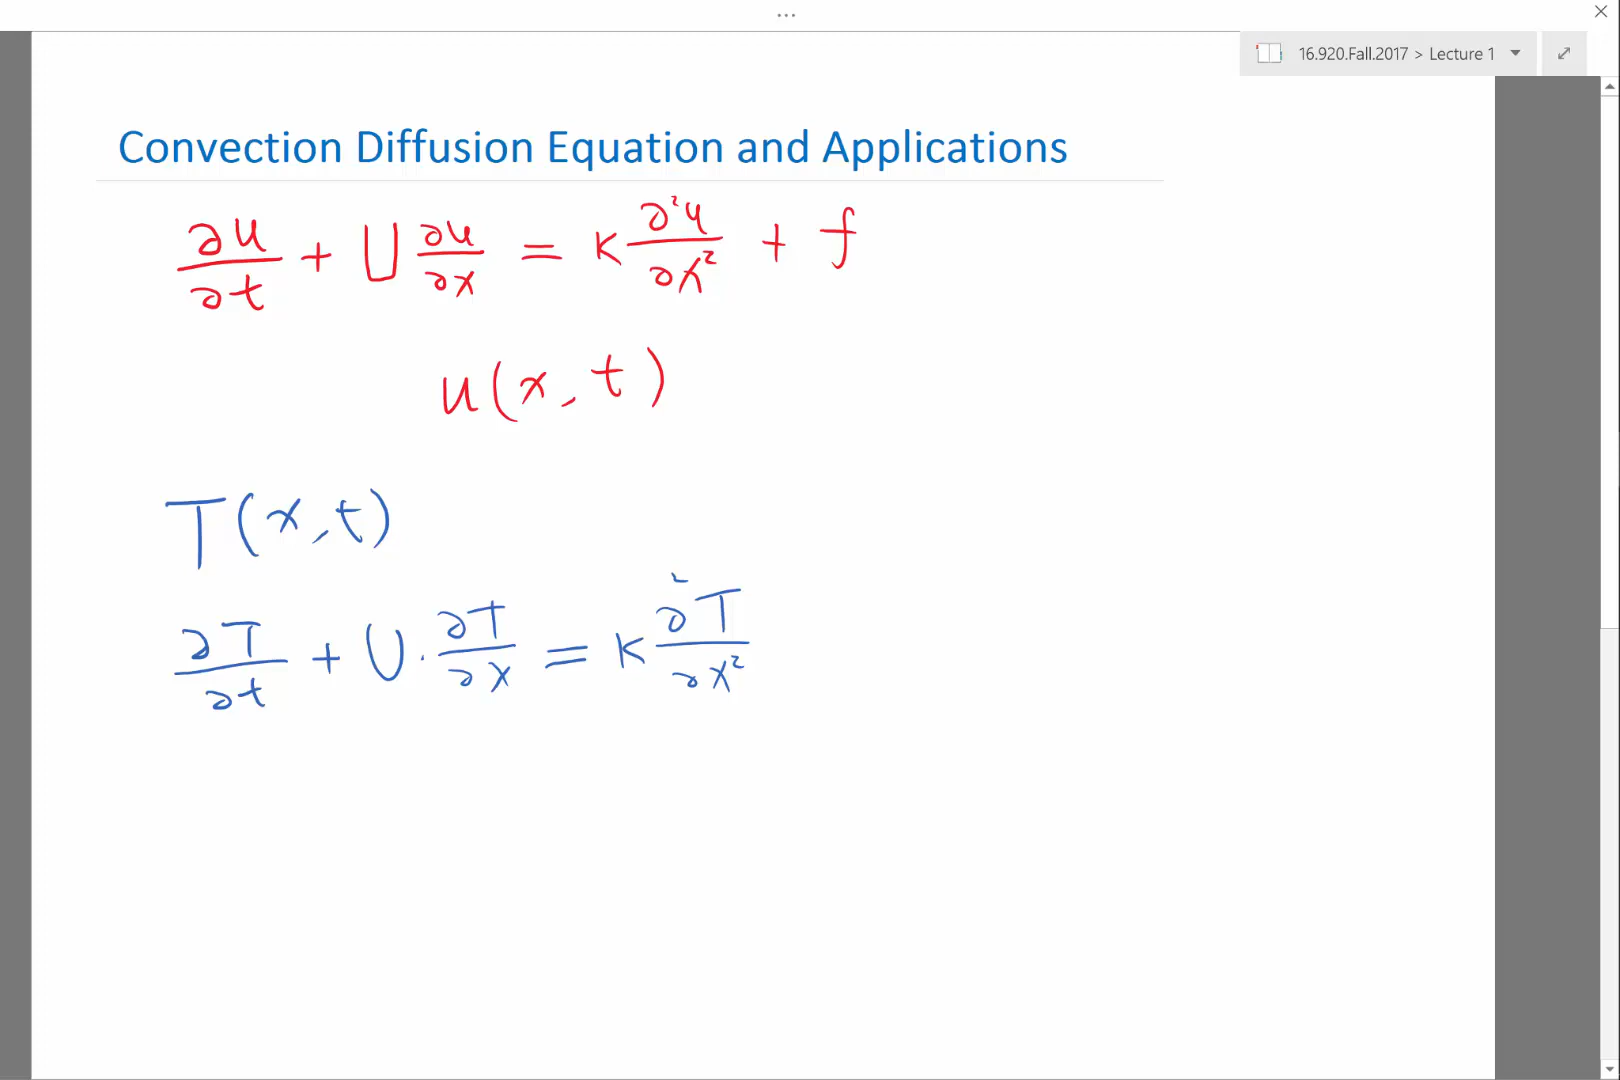 ...
16.920.Fall.2017 > Lecture 1
Convection Diffusion Equation and Applications
∂u/∂t + U ∂u/∂x = κ ∂²u/∂x² + f
u(x,t)
T(x,t)
∂T/∂t + U·∂T/∂x = κ ∂²T/∂x²